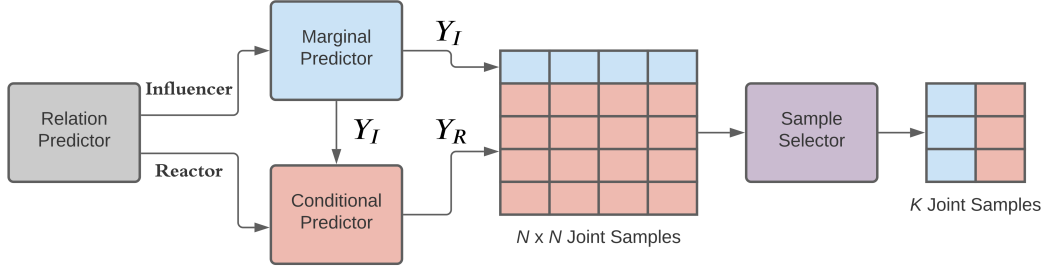 Relation
Predictor
Influencer
Reactor
Marginal
Predictor
Y_I
Y_I
Conditional
Predictor
Y_R
N x N Joint Samples
Sample
Selector
K Joint Samples